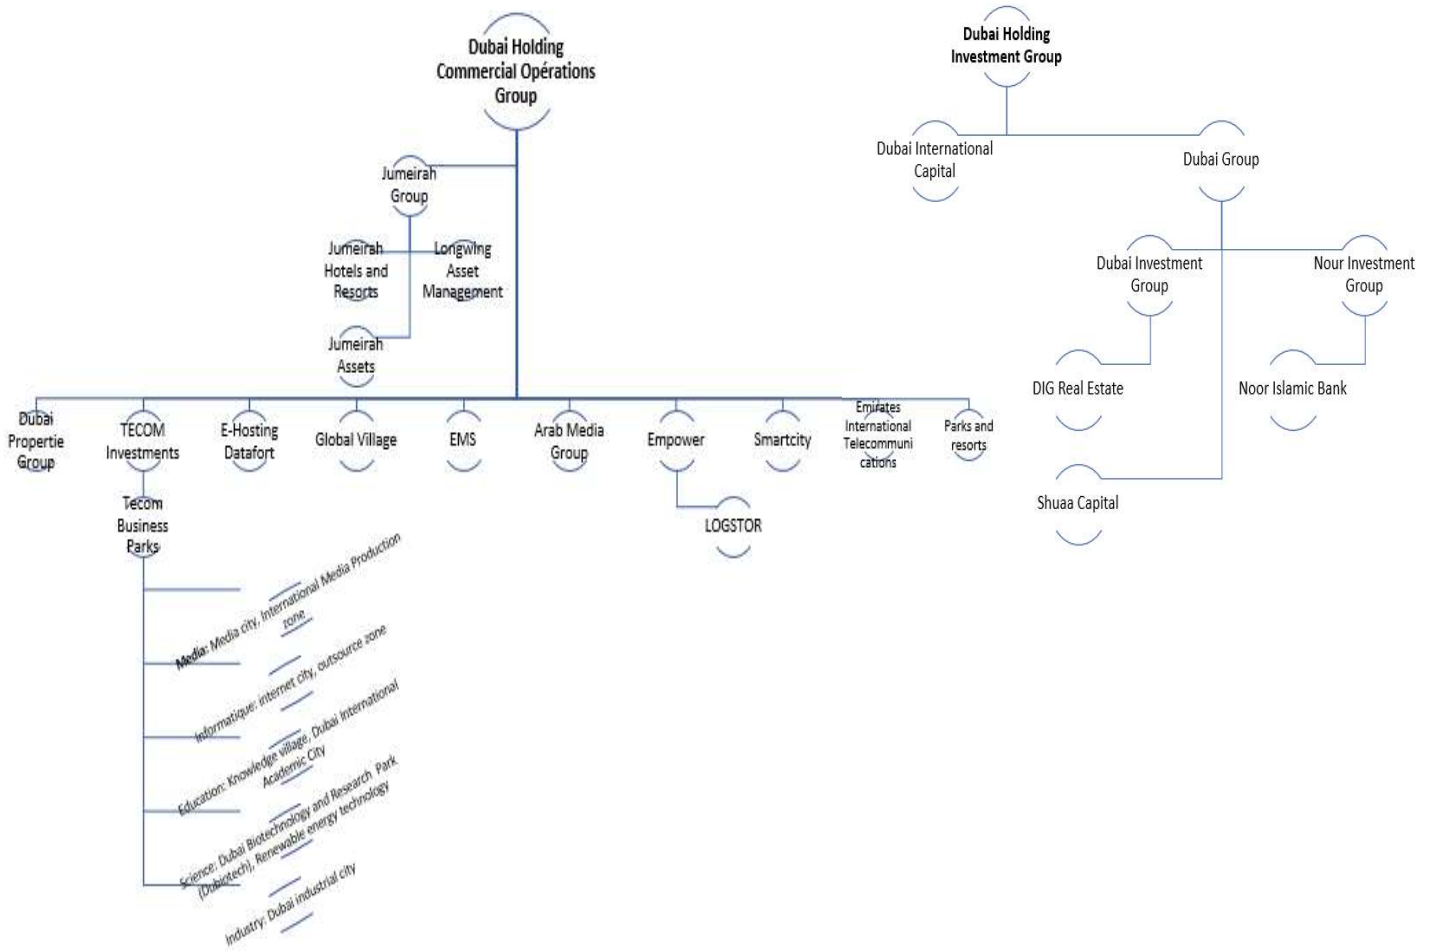 Dubai Holding
Commercial Opérations
Group
Jumeirah
Group
Jumeirah
Hotels and
Resorts
Longwing
Asset
Management
Jumeirah
Assets
Dubai
Propertie
Group
TECOM
Investments
E-Hosting
Datafort
Global Village
EMS
Arab Media
Group
Empower
Smartcity
Emirates
International
Telecommuni
cations
Parks and
resorts
Tecom
Business
Parks
LOGSTOR
Media: Media city, International Media Production
zone
Informatique: internet city, outsource zone
Education: Knowledge village, Dubai International
Academic City
Science: Dubai Biotechnology and Research Park
(Dubiotech), Renewable energy technology
Industry: Dubai industrial city
Dubai Holding
Investment Group
Dubai International
Capital
Dubai Group
Dubai Investment
Group
Nour Investment
Group
DIG Real Estate
Noor Islamic Bank
Shuaa Capital